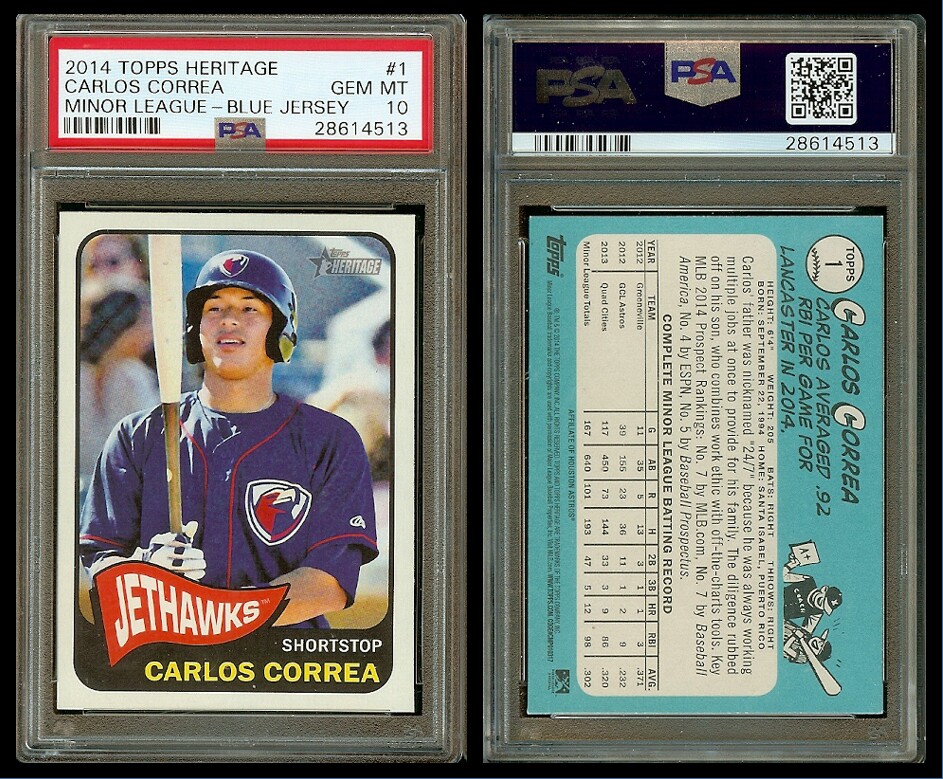 2014 TOPPS HERITAGE #1
CARLOS CORREA GEM MT
MINOR LEAGUE – BLUE JERSEY 10
PSA 28614513
Topps
HERITAGE
JETHAWKS™
SHORTSTOP
CARLOS CORREA
PSA PSA
28614513
TOPPS
1
CARLOS CORREA
CARLOS AVERAGED .92
RBI PER GAME FOR
LANCASTER IN 2014.
A+
COACH
HEIGHT: 6'4" WEIGHT: 205 BATS: RIGHT THROWS: RIGHT
BORN: SEPTEMBER 22, 1994 HOME: SANTA ISABEL, PUERTO RICO
Carlos' father was nicknamed "24/7" because he was always working
multiple jobs at once to provide for his family. The diligence rubbed
off on his son, who combines work ethic with off-the-charts tools. Key
MLB 2014 Prospect Rankings: No. 7 by MLB.com, No. 7 by Baseball
America, No. 4 by ESPN, No. 5 by Baseball Prospectus.
COMPLETE MINOR LEAGUE BATTING RECORD
YEAR TEAM G AB R H 2B 3B HR RBI AVG.
2012 Greeneville 11 35 5 13 3 1 1 3 .371
2012 GCL Astros 39 155 23 36 11 1 2 9 .232
2013 Quad Cities 117 450 73 144 33 3 9 86 .320
Minor League Totals 167 640 101 193 47 5 12 98 .302
AFFILIATE OF HOUSTON ASTROS
topps